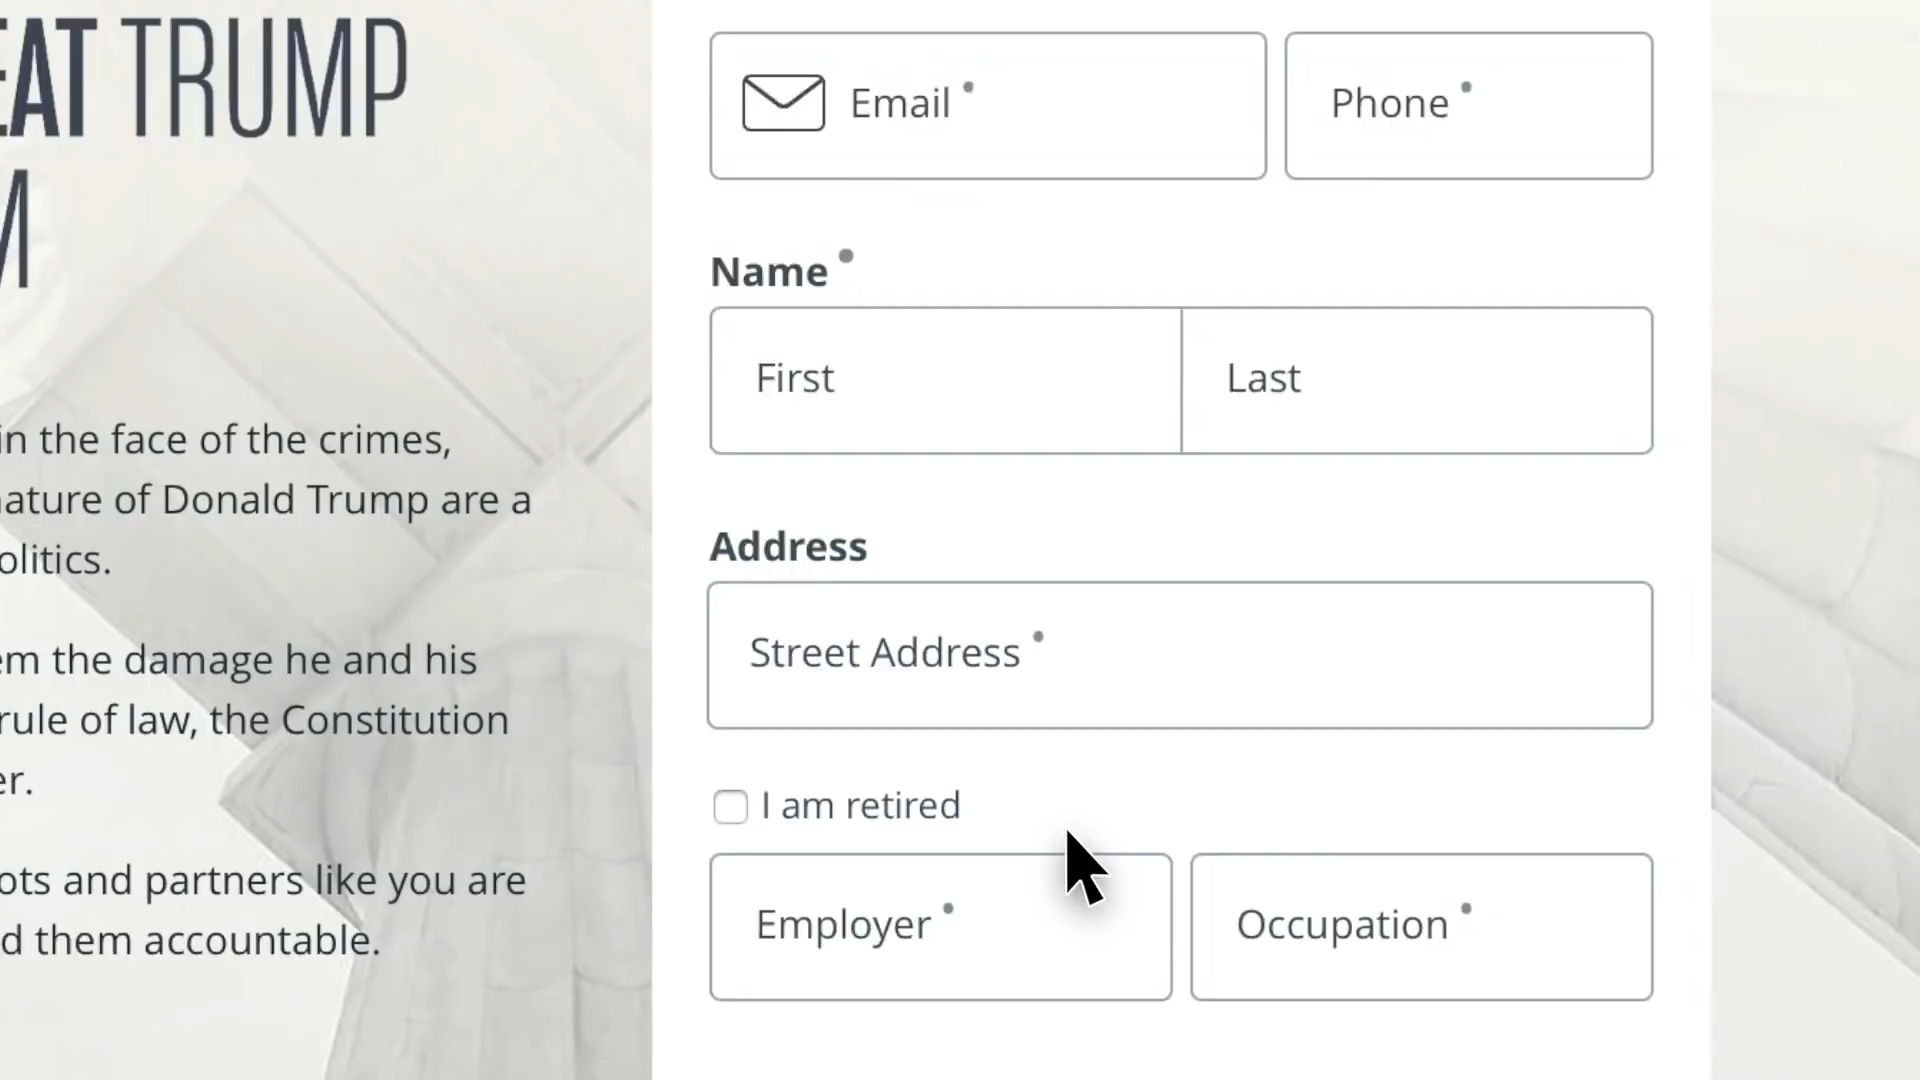 EAT TRUMP
M
in the face of the crimes,
nature of Donald Trump are a
olitics.
em the damage he and his
rule of law, the Constitution
er.
ots and partners like you are
d them accountable.
Email
Phone
Name
First
Last
Address
Street Address
I am retired
Employer
Occupation